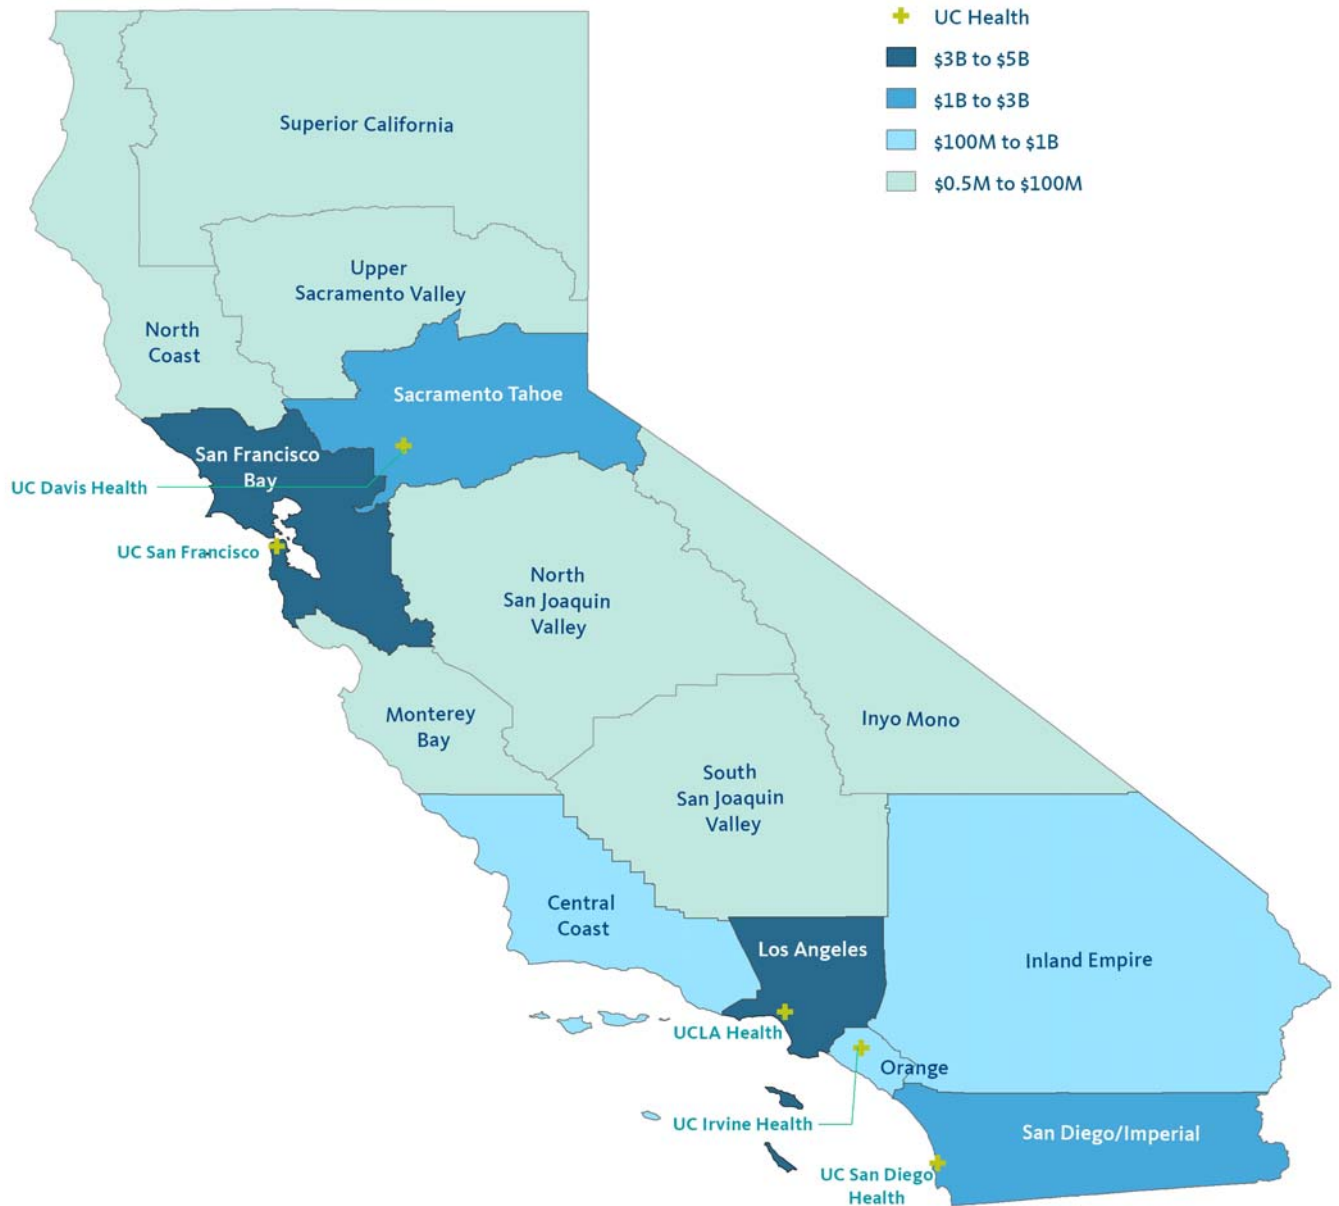 UC Health
$3B to $5B
$1B to $3B
$100M to $1B
$0.5M to $100M
Superior California
Upper
Sacramento Valley
North
Coast
Sacramento Tahoe
San Francisco
Bay
UC Davis Health
UC San Francisco
North
San Joaquin
Valley
Monterey
Bay
Inyo Mono
South
San Joaquin
Valley
Central
Coast
Los Angeles
Inland Empire
UCLA Health
Orange
UC Irvine Health
San Diego/Imperial
UC San Diego
Health